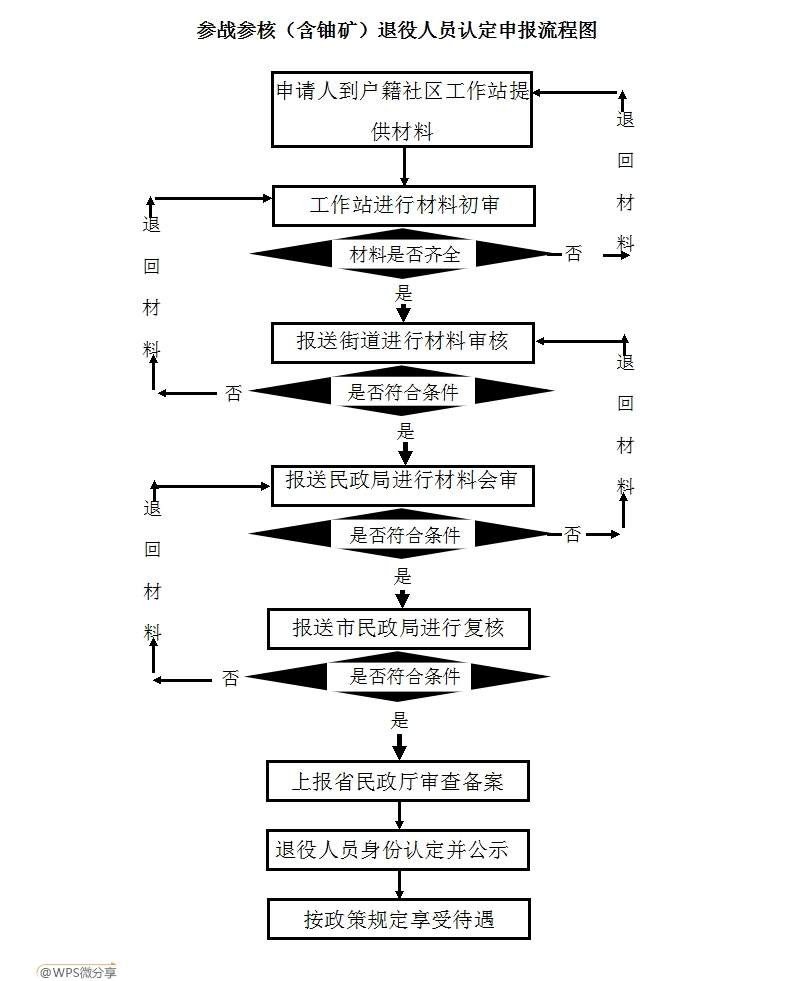 参战参核（含铀矿）退役人员认定申报流程图
申请人到户籍社区工作站提
供材料
退
回
材
料
工作站进行材料初审
退
回
材
料
材料是否齐全
否
是
报送街道进行材料审核
退
回
材
料
否
是否符合条件
是
报送民政局进行材料会审
退
回
材
料
是否符合条件
否
是
报送市民政局进行复核
否
是否符合条件
是
上报省民政厅审查备案
退役人员身份认定并公示
按政策规定享受待遇
@WPS微分享